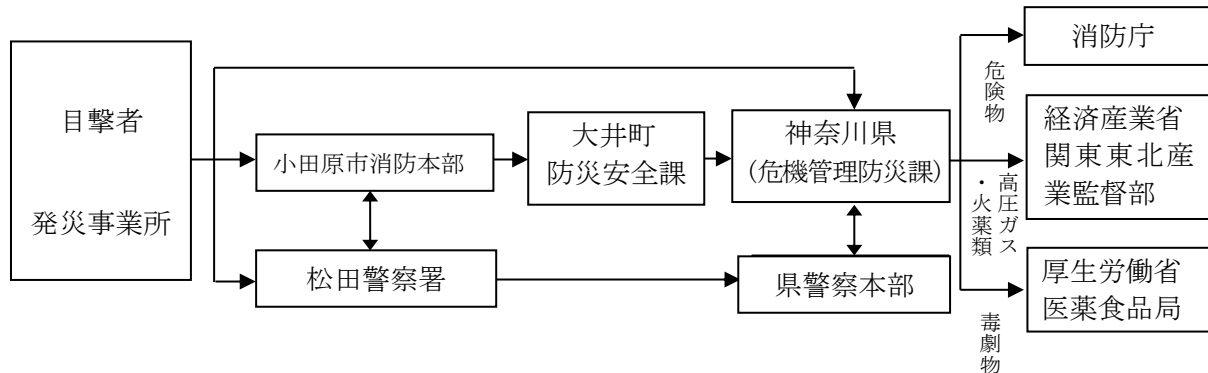 目撃者
発災事業所
小田原市消防本部
松田警察署
大井町
防災安全課
神奈川県
(危機管理防災課)
県警察本部
危険物
高圧ガス
・火薬類
毒劇物
消防庁
経済産業省
関東東北産
業監督部
厚生労働省
医薬食品局